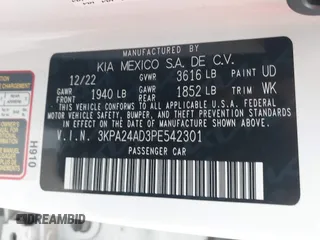 MANUFACTURED BY
KIA MEXICO S.A. DE C.V.
12/22 GVWR 3616 LB PAINT UD
GAWR FRONT 1940 LB GAWR REAR 1852 LB TRIM WK
THIS VEHICLE CONFORMS TO ALL APPLICABLE U.S.
FEDERAL MOTOR VEHICLE SAFETY, BUMPER, AND
THEFT PREVENTION STANDARDS IN EFFECT ON
THE DATE OF MANUFACTURE SHOWN ABOVE.
V.I.N. 3KPA24AD3PE542301
PASSENGER CAR
H910
DREAMBID